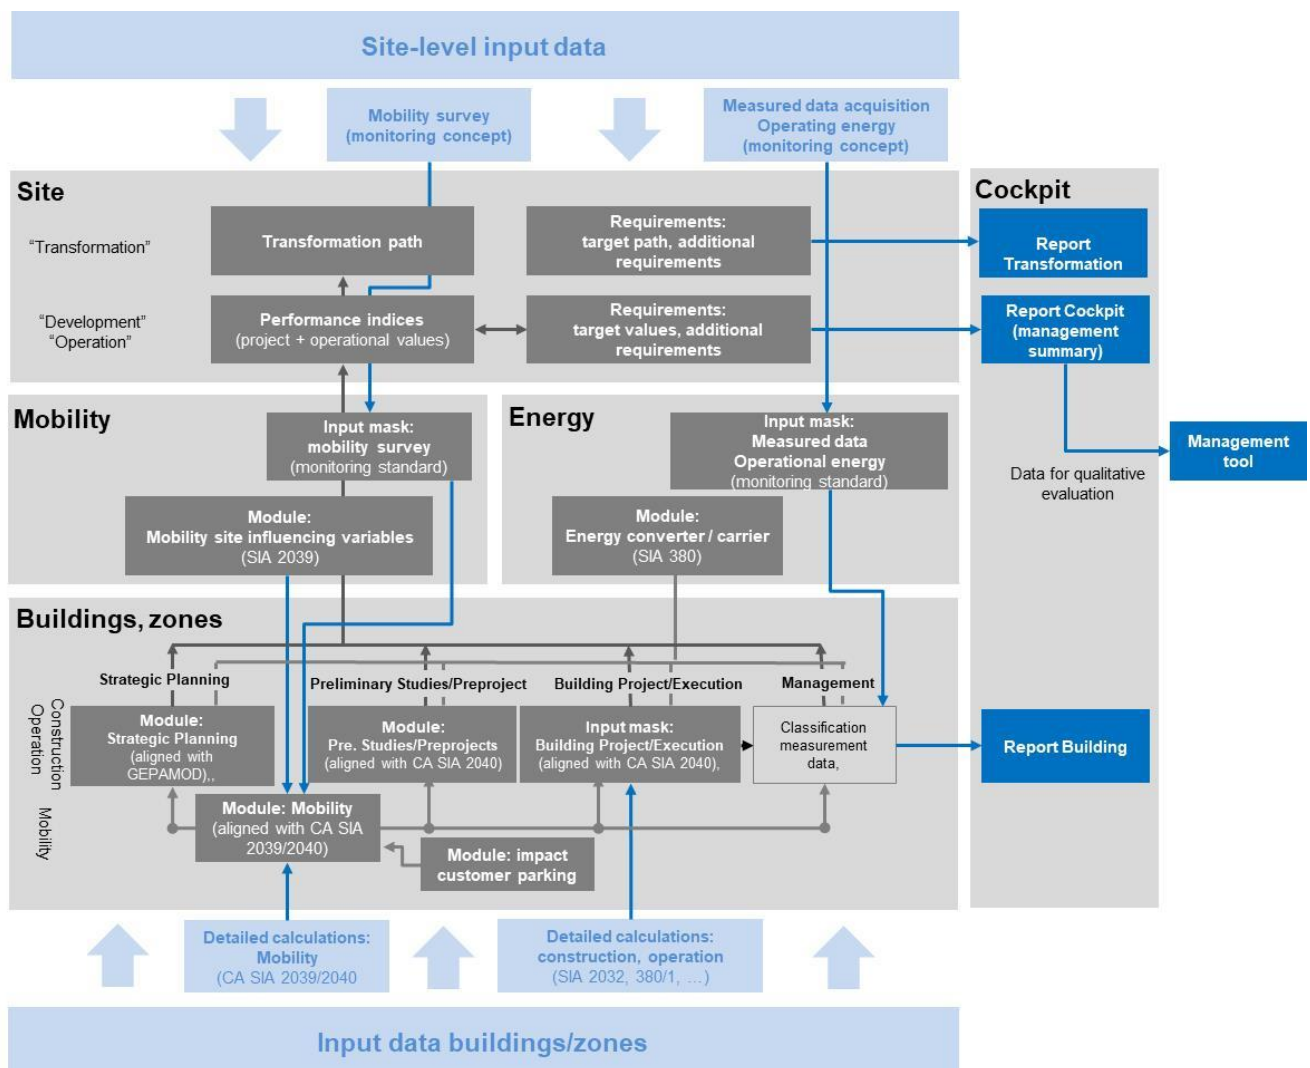 Site-level input data
Mobility survey
(monitoring concept)
Measured data acquisition
Operating energy
(monitoring concept)
Site
Cockpit
“Transformation”
Transformation path
Requirements:
target path, additional
requirements
Report
Transformation
“Development”
“Operation”
Performance indices
(project + operational values)
Requirements:
target values, additional
requirements
Report Cockpit
(management
summary)
Mobility
Input mask:
mobility survey
(monitoring standard)
Energy
Input mask:
Measured data
Operational energy
(monitoring standard)
Management
tool
Data for qualitative
evaluation
Module:
Mobility site influencing variables
(SIA 2039)
Module:
Energy converter / carrier
(SIA 380)
Buildings, zones
Strategic Planning
Preliminary Studies/Preproject
Building Project/Execution
Management
Construction
Operation
Module:
Strategic Planning
(aligned with
GEPAMOD),,
Module:
Pre. Studies/Preprojects
(aligned with CA SIA 2040)
Input mask:
Building Project/Execution
(aligned with CA SIA 2040),
Classification
measurement
data,
Report Building
Mobility
Module: Mobility
(aligned with CA SIA
2039/2040)
Module: impact
customer parking
Detailed calculations:
Mobility
(CA SIA 2039/2040
Detailed calculations:
construction, operation
(SIA 2032, 380/1, …)
Input data buildings/zones